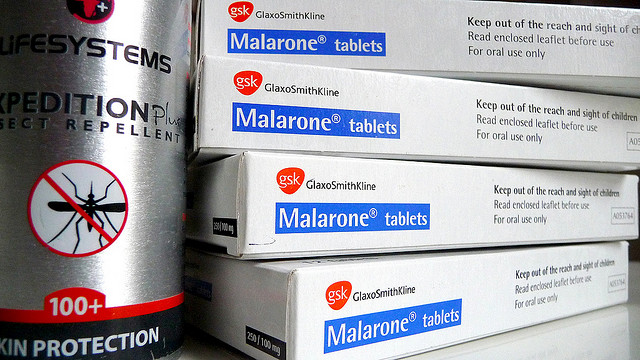 LIFESYSTEMS
EXPEDITION Plus
INSECT REPELLENT
100+
SKIN PROTECTION
gsk GlaxoSmithKline
Malarone® tablets
Keep out of the reach and sight of ch
Read enclosed leaflet before use
For oral use only
gsk GlaxoSmithKline
Malarone® tablets
Keep out of the reach and sight of children
Read enclosed leaflet before use
For oral use only
gsk GlaxoSmithKline
Malarone® tablets
250/100 mg
Keep out of the reach and sight of children
Read enclosed leaflet before use
For oral use only
A053764
gsk GlaxoSmithKline
Malarone® tablets
250/100 mg
Keep out of the reach and sight of children
Read enclosed leaflet before use
For oral use only